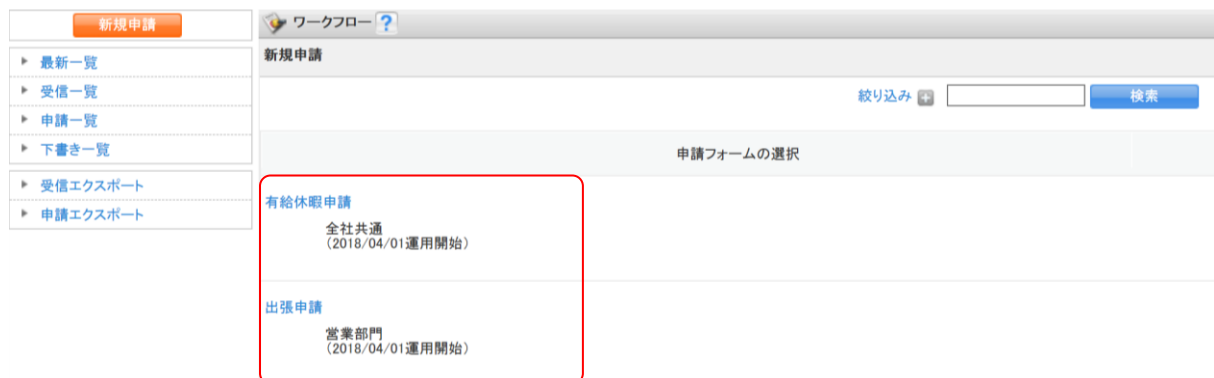 新規申請
最新一覧
受信一覧
申請一覧
下書き一覧
受信エクスポート
申請エクスポート
ワークフロー ?
新規申請
絞り込み + 検索
申請フォームの選択
有給休暇申請
全社共通
（2018/04/01運用開始）
出張申請
営業部門
（2018/04/01運用開始）